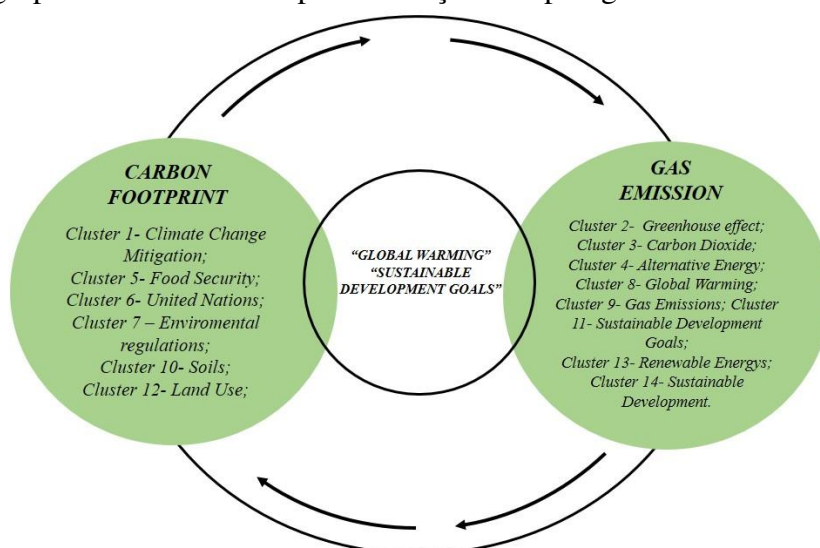 CARBON
FOOTPRINT
Cluster 1- Climate Change
Mitigation;
Cluster 5- Food Security;
Cluster 6- United Nations;
Cluster 7 – Enviromental
regulations;
Cluster 10- Soils;
Cluster 12- Land Use;
“GLOBAL WARMING”
“SUSTAINABLE
DEVELOPMENT GOALS”
GAS
EMISSION
Cluster 2- Greenhouse effect;
Cluster 3- Carbon Dioxide;
Cluster 4- Alternative Energy;
Cluster 8- Global Warming;
Cluster 9- Gas Emissions; Cluster
11- Sustainable Development
Goals;
Cluster 13- Renewable Energys;
Cluster 14- Sustainable
Development.